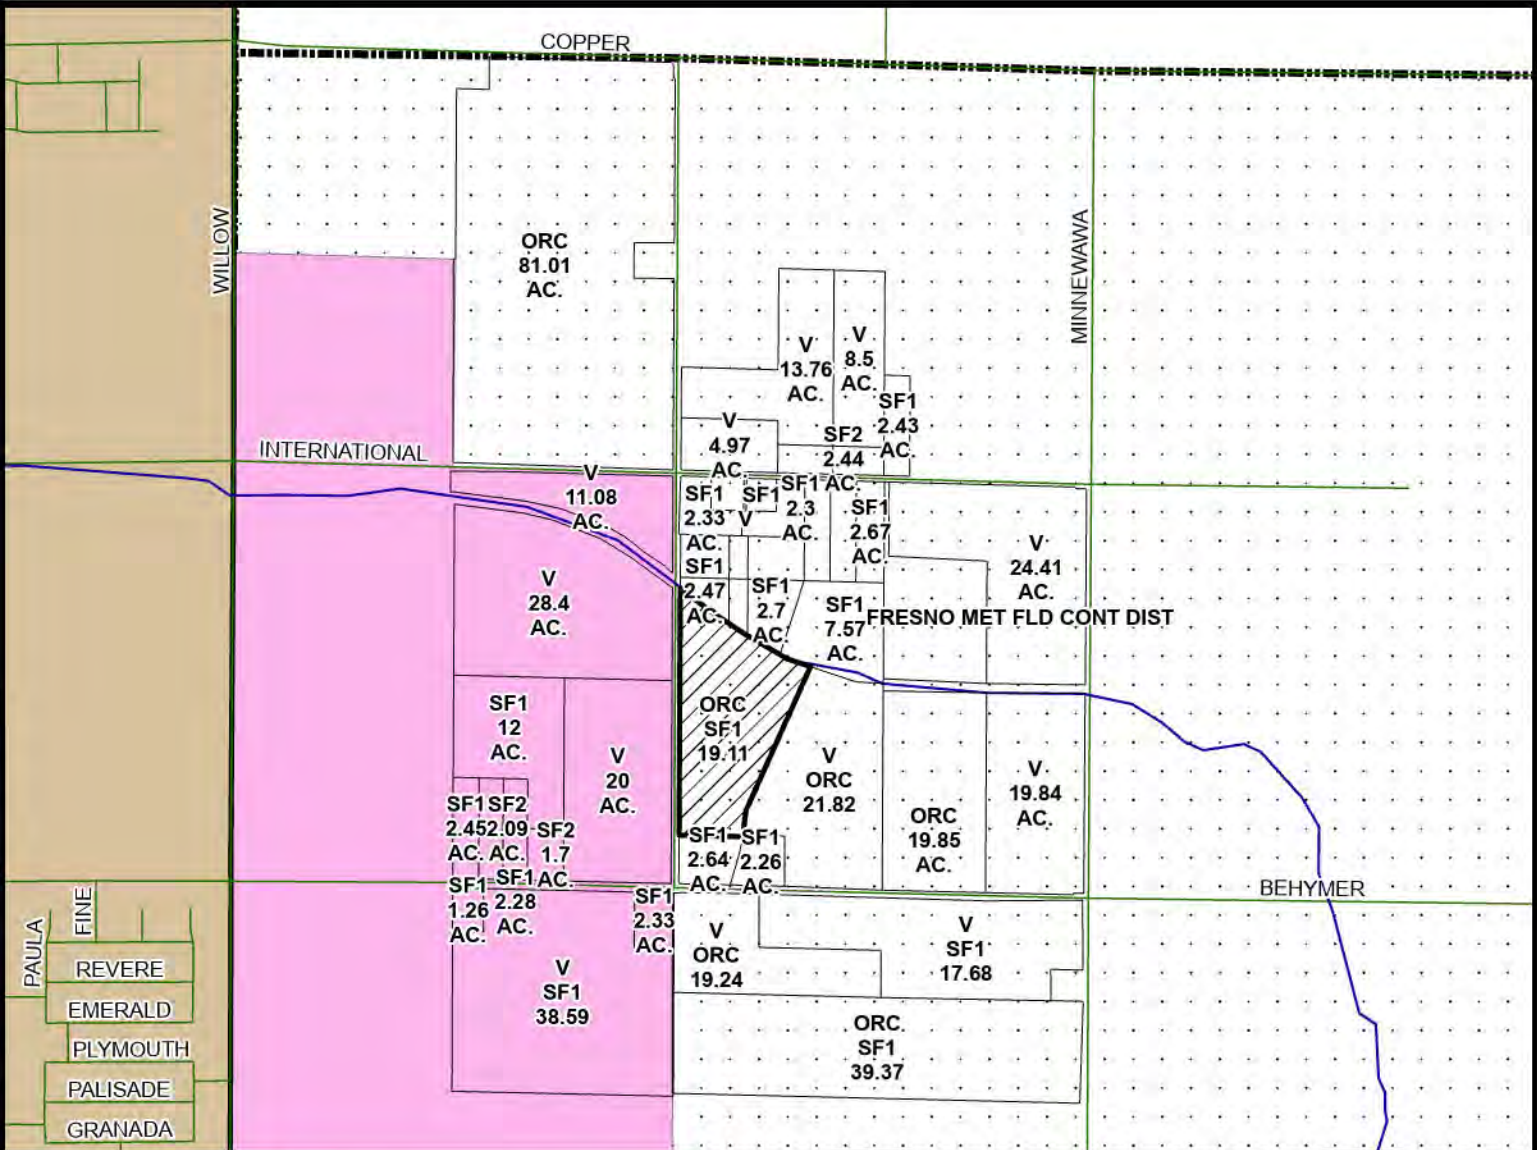 COPPER
WILLOW
ORC
81.01
AC.
MINNEWAWA
V
13.76
AC.
V
8.5
AC.
SF1
2.43
AC.
V
4.97
AC.
SF2
2.44
AC.
INTERNATIONAL
V
11.08
AC.
SF1
2.33
AC.
SF1
V
SF1
2.3
AC.
SF1
2.67
AC.
V
24.41
AC.
SF1
2.47
AC.
SF1
2.7
AC.
SF1
7.57
AC.
FRESNO MET FLD CONT DIST
V
28.4
AC.
SF1
12
AC.
V
20
AC.
ORC
SF1
19.11
V
ORC
21.82
ORC
19.85
AC.
V
19.84
AC.
SF1
2.45
AC.
SF2
2.09
AC.
SF2
1.7
AC.
SF1
2.64
AC.
SF1
2.26
AC.
BEHYMER
SF1
1.26
AC.
SF1
2.28
AC.
SF1
2.33
AC.
V
ORC
19.24
V
SF1
17.68
V
SF1
38.59
ORC
SF1
39.37
PAULA
FINE
REVERE
EMERALD
PLYMOUTH
PALISADE
GRANADA